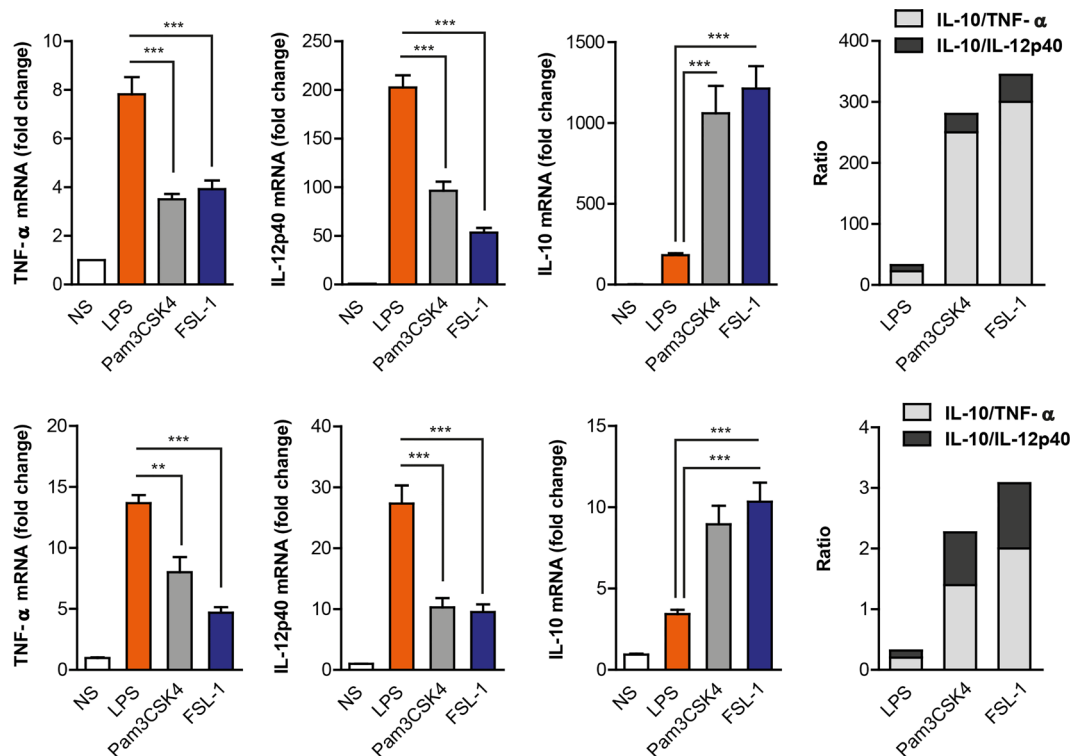 TNF- α mRNA (fold change)
10
8
6
4
2
0
***
***
NS
LPS
Pam3CSK4
FSL-1
IL-12p40 mRNA (fold change)
250
200
150
100
50
0
***
***
NS
LPS
Pam3CSK4
FSL-1
IL-10 mRNA (fold change)
1500
1000
500
0
***
***
NS
LPS
Pam3CSK4
FSL-1
IL-10/TNF- α
IL-10/IL-12p40
Ratio
400
300
200
100
0
LPS
Pam3CSK4
FSL-1
TNF- α mRNA (fold change)
20
15
10
5
0
***
**
NS
LPS
Pam3CSK4
FSL-1
IL-12p40 mRNA (fold change)
40
30
20
10
0
***
***
NS
LPS
Pam3CSK4
FSL-1
IL-10 mRNA (fold change)
15
10
5
0
***
***
NS
LPS
Pam3CSK4
FSL-1
IL-10/TNF- α
IL-10/IL-12p40
Ratio
4
3
2
1
0
LPS
Pam3CSK4
FSL-1